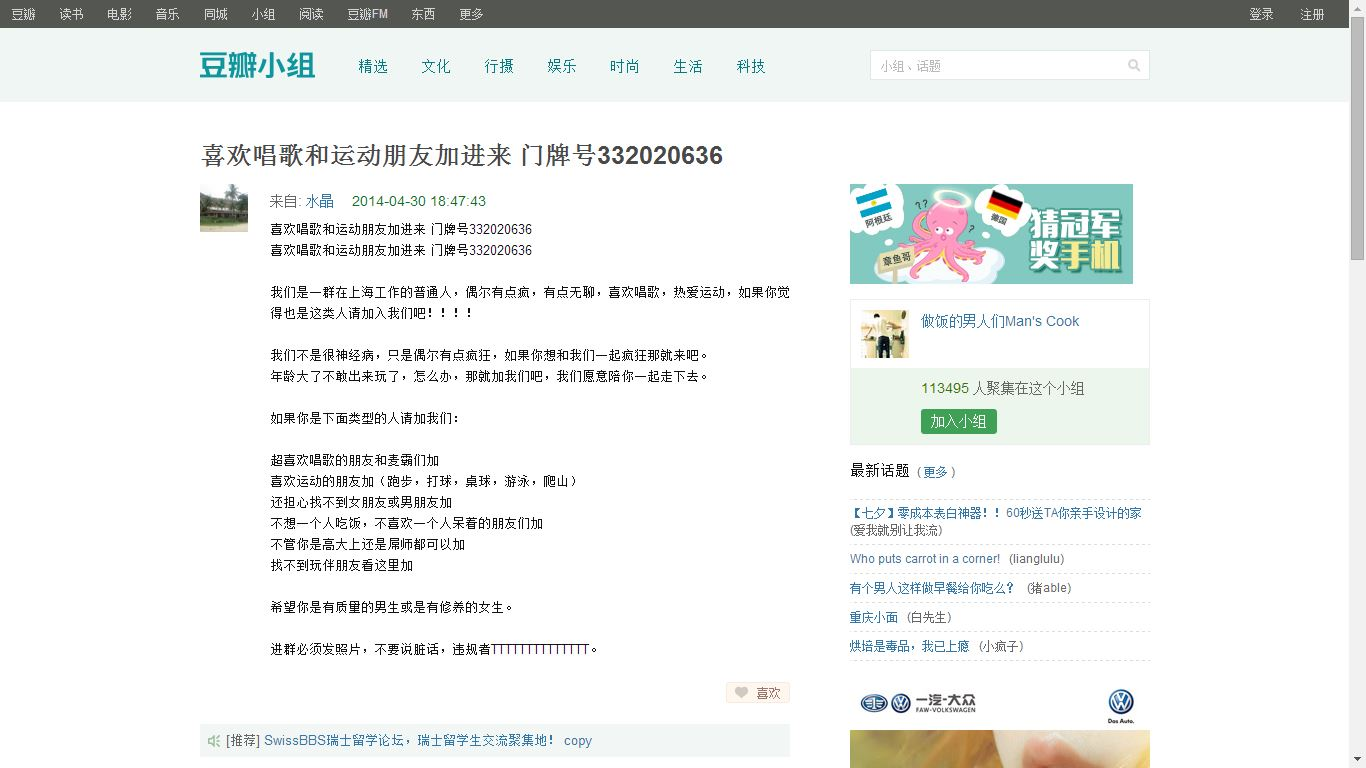 豆瓣 读书 电影 音乐 同城 小组 阅读 豆瓣FM 东西 更多 登录 注册
豆瓣小组 精选 文化 行摄 娱乐 时尚 生活 科技 小组、话题
喜欢唱歌和运动朋友加进来 门牌号332020636
来自: 水晶 2014-04-30 18:47:43
喜欢唱歌和运动朋友加进来 门牌号332020636
喜欢唱歌和运动朋友加进来 门牌号332020636
我们是一群在上海工作的普通人，偶尔有点疯，有点无聊，喜欢唱歌，热爱运动，如果你觉
得也是这类人请加入我们吧！！！！
我们不是很神经病，只是偶尔有点疯狂，如果你想和我们一起疯狂那就来吧。
年龄大了不敢出来玩了，怎么办，那就加我们吧，我们愿意陪你一起走下去。
如果你是下面类型的人请加我们：
超喜欢唱歌的朋友和麦霸们加
喜欢运动的朋友加（跑步，打球，桌球，游泳，爬山）
还担心找不到女朋友或男朋友加
不想一个人吃饭，不喜欢一个人呆着的朋友们加
不管你是高大上还是屌师都可以加
找不到玩伴朋友看这里加
希望你是有质量的男生或是有修养的女生。
进群必须发照片，不要说脏话，违规者TTTTTTTTTTTTTT。
喜欢
[推荐] SwissBBS瑞士留学论坛，瑞士留学生交流聚集地！ copy
阿根廷
??
德国
章鱼哥
猜冠军
奖手机
做饭的男人们Man's Cook
113495 人聚集在这个小组
加入小组
最新话题 ( 更多 )
【七夕】零成本表白神器！！60秒送TA你亲手设计的家
(爱我就别让我流)
Who puts carrot in a corner! (lianglulu)
有个男人这样做早餐给你吃么？ (猪able)
重庆小面 (白先生)
烘培是毒品，我已上瘾 (小疯子)
一汽-大众
FAW-VOLKSWAGEN
Das Auto.